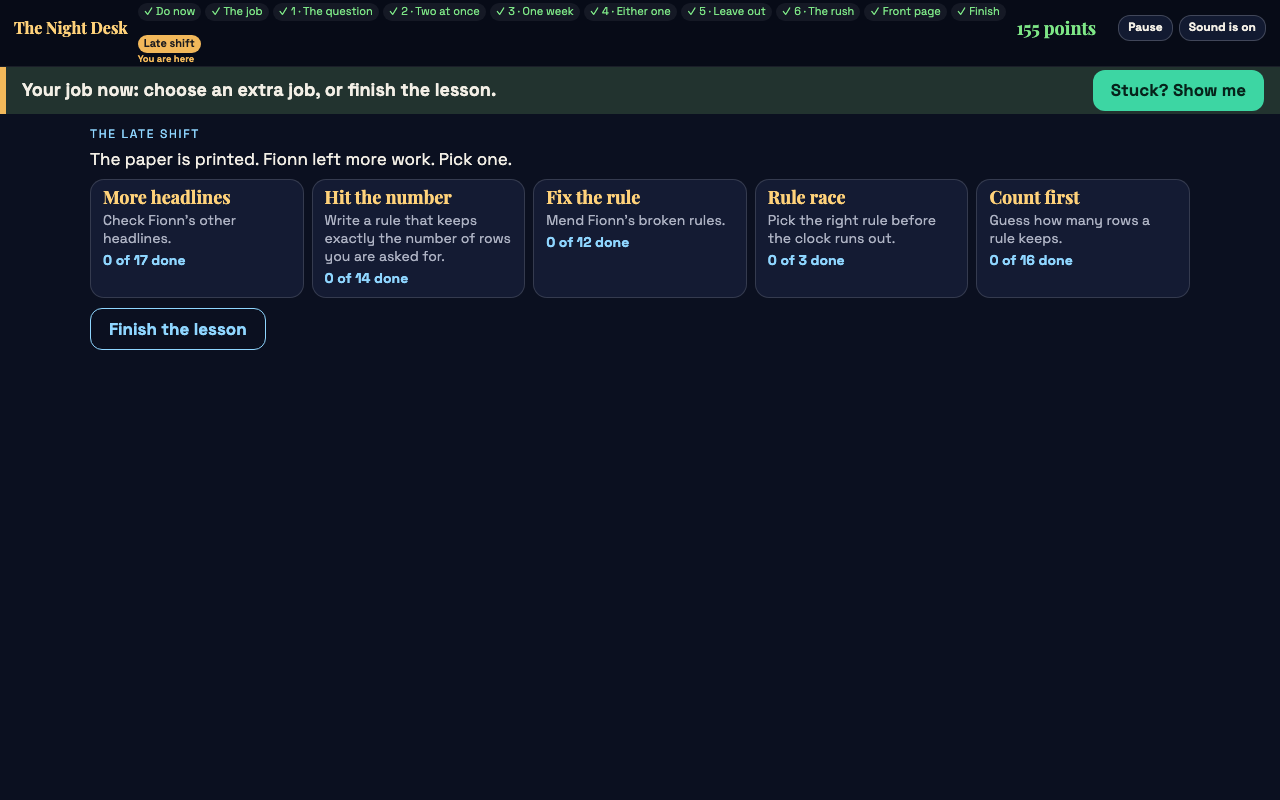 The Night Desk
✓ Do now
✓ The job
✓ 1 · The question
✓ 2 · Two at once
✓ 3 · One week
✓ 4 · Either one
✓ 5 · Leave out
✓ 6 · The rush
✓ Front page
✓ Finish
Late shift
You are here
155 points
Pause
Sound is on
Your job now: choose an extra job, or finish the lesson.
Stuck? Show me
THE LATE SHIFT
The paper is printed. Fionn left more work. Pick one.
More headlines
Check Fionn's other
headlines.
0 of 17 done
Hit the number
Write a rule that keeps
exactly the number of rows
you are asked for.
0 of 14 done
Fix the rule
Mend Fionn's broken rules.
0 of 12 done
Rule race
Pick the right rule before
the clock runs out.
0 of 3 done
Count first
Guess how many rows a
rule keeps.
0 of 16 done
Finish the lesson